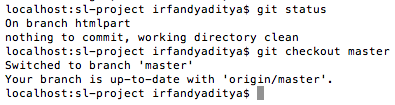 localhost:sl-project irfandyaditya$ git status
On branch htmlpart
nothing to commit, working directory clean
localhost:sl-project irfandyaditya$ git checkout master
Switched to branch 'master'
Your branch is up-to-date with 'origin/master'.
localhost:sl-project irfandyaditya$